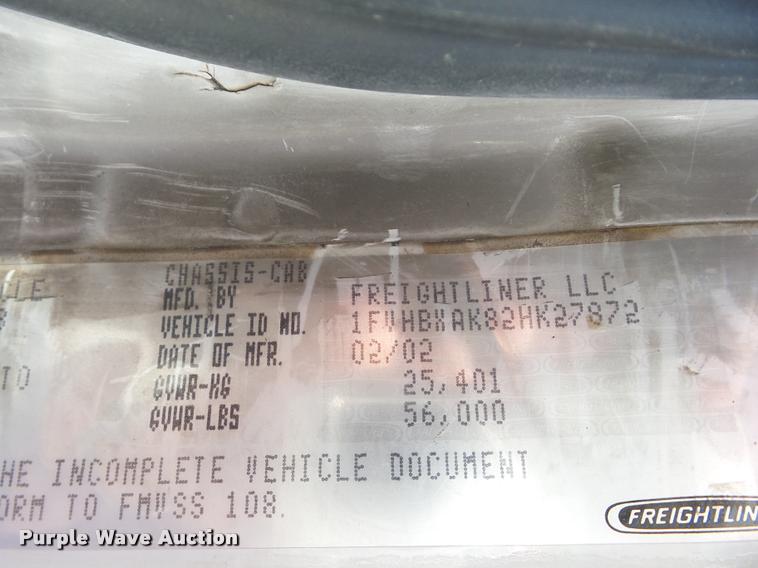 CHASSIS-CAB
MFD. BY FREIGHTLINER LLC
VEHICLE ID NO. 1FVHBXAK82HK27872
DATE OF MFR. 02/02
TO
GVWR-KG 25,401
GVWR-LBS 56,000
HE INCOMPLETE VEHICLE DOCUMENT
ORM TO FMVSS 108.
FREIGHTLIN
Purple Wave Auction